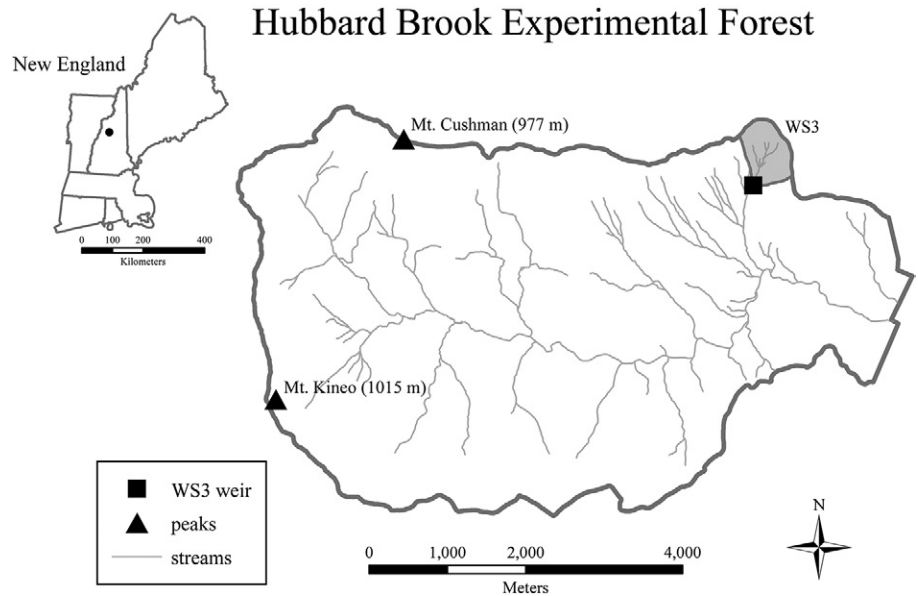 Hubbard Brook Experimental Forest
New England
0 100 200 400
Kilometers
Mt. Cushman (977 m)
WS3
Mt. Kineo (1015 m)
WS3 weir
peaks
streams
0 1,000 2,000 4,000
Meters
N